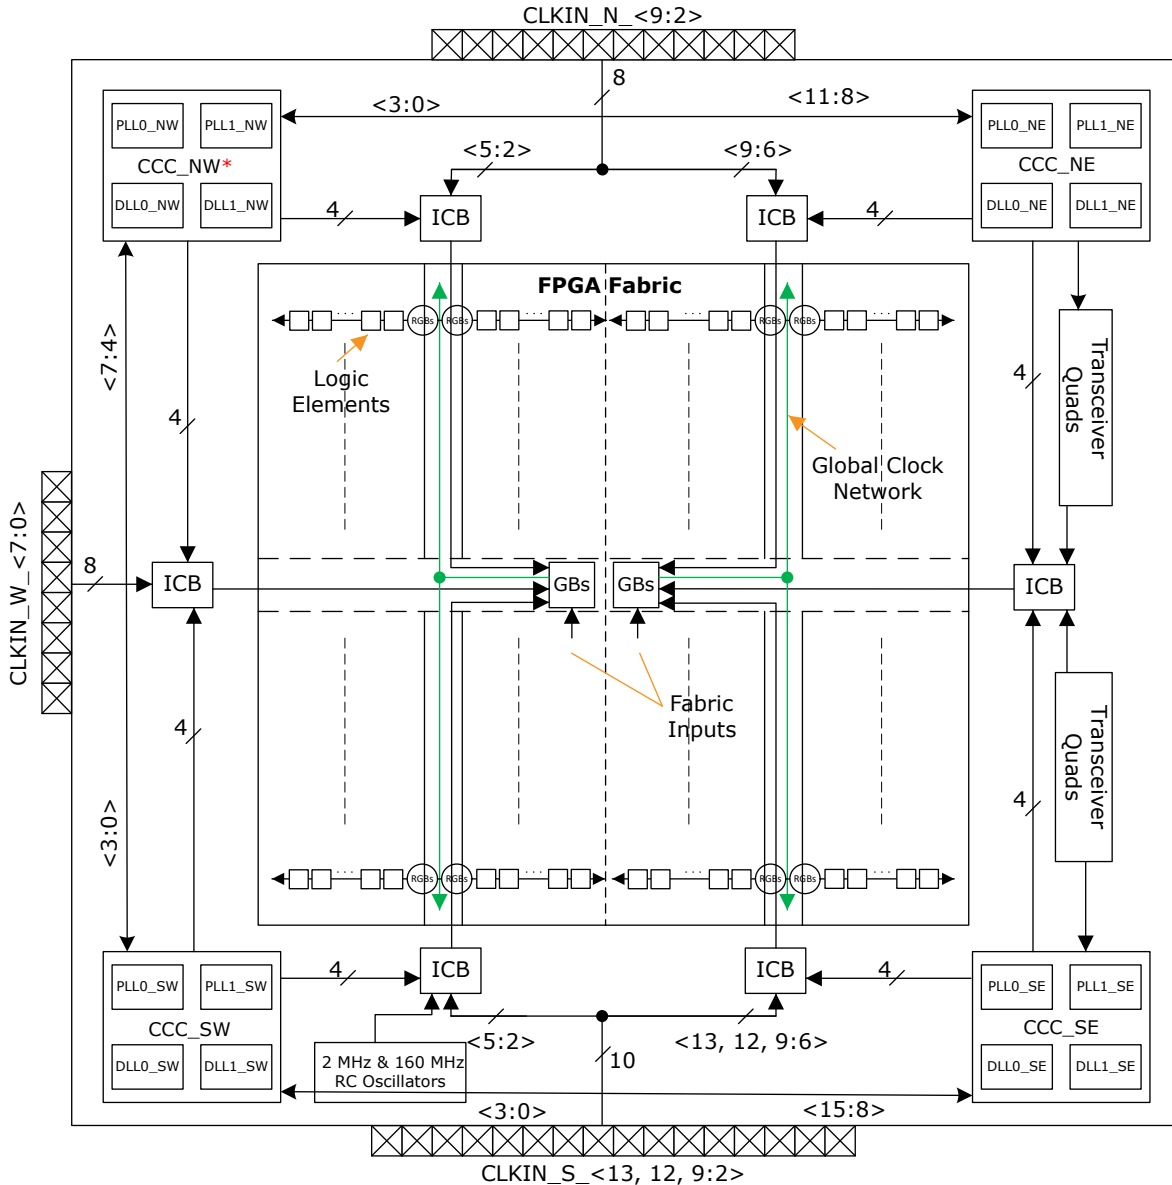 CLKIN_N_<9:2>
8
<3:0>
<11:8>
PLL0_NW
PLL1_NW
CCC_NW*
DLL0_NW
DLL1_NW
PLL0_NE
PLL1_NE
CCC_NE
DLL0_NE
DLL1_NE
<5:2>
<9:6>
4
ICB
ICB
4
FPGA Fabric
RGBs
RGBs
RGBs
RGBs
Logic
Elements
Global Clock
Network
<7:4>
4
4
Transceiver
Quads
CLKIN_W_<7:0>
8
ICB
GBs
GBs
ICB
Fabric
Inputs
4
4
Transceiver
Quads
<3:0>
RGBs
RGBs
RGBs
RGBs
PLL0_SW
PLL1_SW
CCC_SW
DLL0_SW
DLL1_SW
4
ICB
ICB
4
PLL0_SE
PLL1_SE
CCC_SE
DLL0_SE
DLL1_SE
<5:2>
<13, 12, 9:6>
2 MHz & 160 MHz
RC Oscillators
10
<3:0>
<15:8>
CLKIN_S_<13, 12, 9:2>